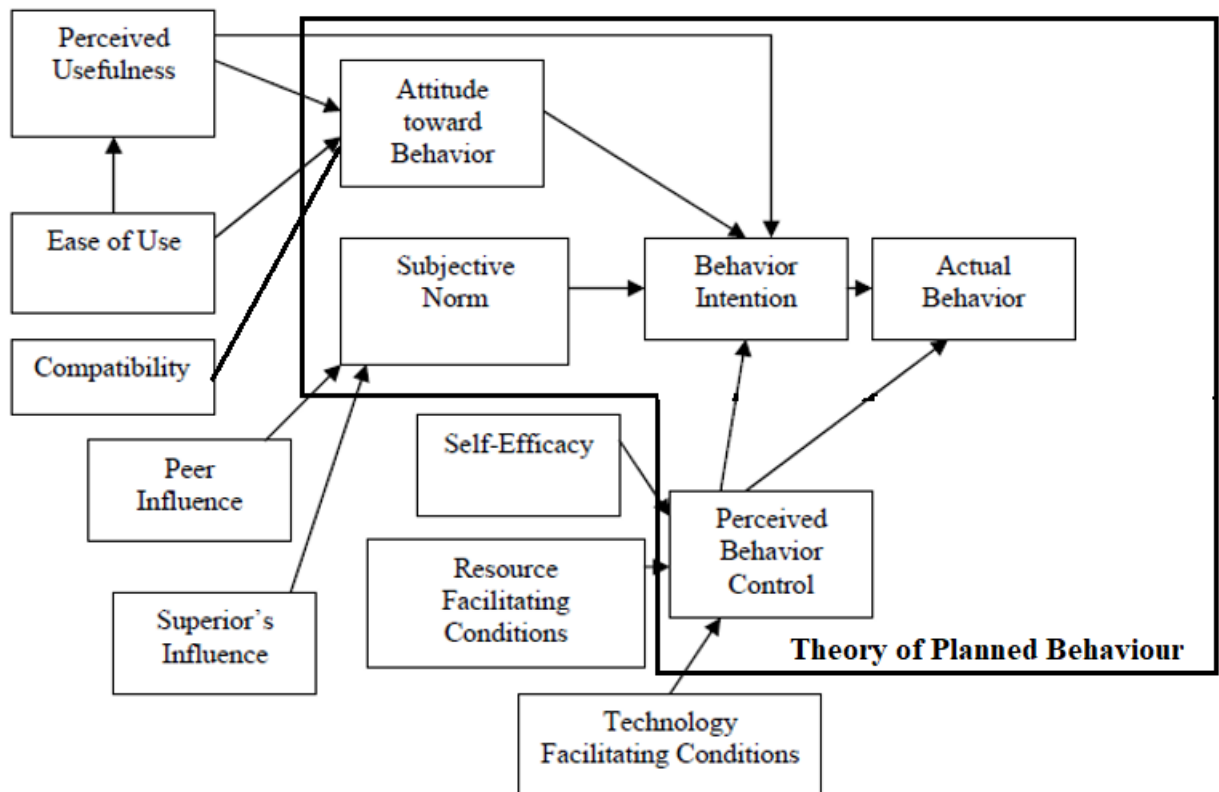 Perceived
Usefulness
Attitude
toward
Behavior
Ease of Use
Subjective
Norm
Behavior
Intention
Actual
Behavior
Compatibility
Peer
Influence
Self-Efficacy
Perceived
Behavior
Control
Resource
Facilitating
Conditions
Superior’s
Influence
Theory of Planned Behaviour
Technology
Facilitating Conditions